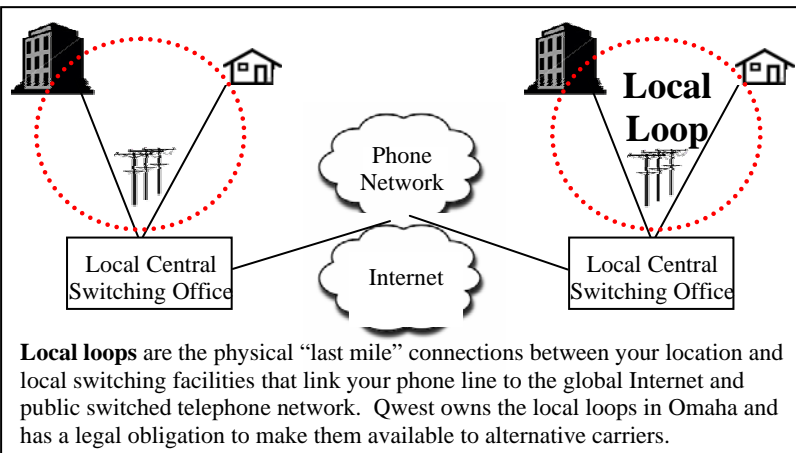 Local
Loop
Phone
Network
Local Central
Switching Office
Internet
Local Central
Switching Office
Local loops are the physical “last mile” connections between your location and
local switching facilities that link your phone line to the global Internet and
public switched telephone network.  Qwest owns the local loops in Omaha and
has a legal obligation to make them available to alternative carriers.